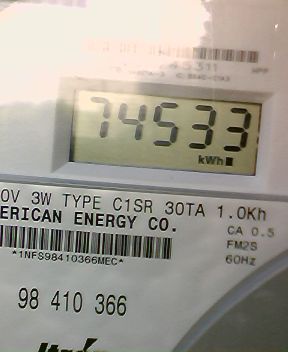 74533
kWh
0V 3W TYPE C1SR 30TA 1.0Kh
ERICAN ENERGY CO.
CA 0.5
FM2S
60Hz
*1NFS98410366MEC*
98 410 366